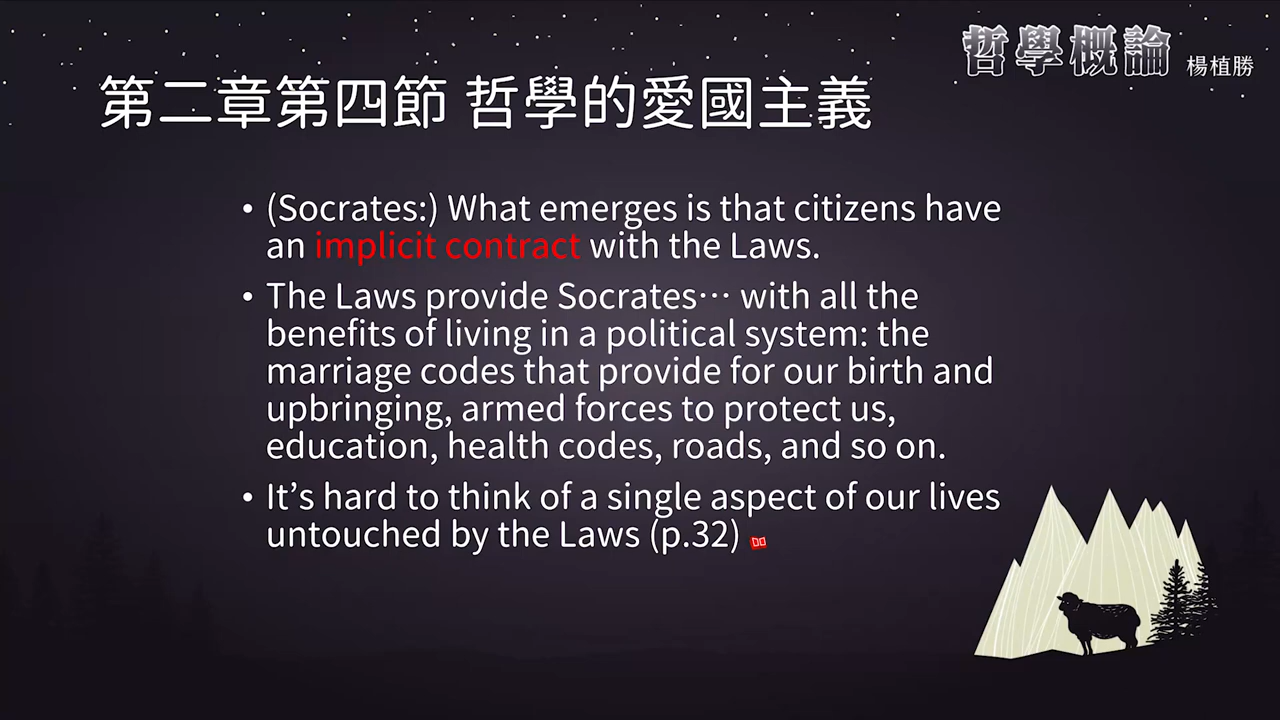 哲學概論 楊植勝
第二章第四節 哲學的愛國主義
• (Socrates:) What emerges is that citizens have
an implicit contract with the Laws.
• The Laws provide Socrates⋯ with all the
benefits of living in a political system: the
marriage codes that provide for our birth and
upbringing, armed forces to protect us,
education, health codes, roads, and so on.
• It’s hard to think of a single aspect of our lives
untouched by the Laws (p.32)